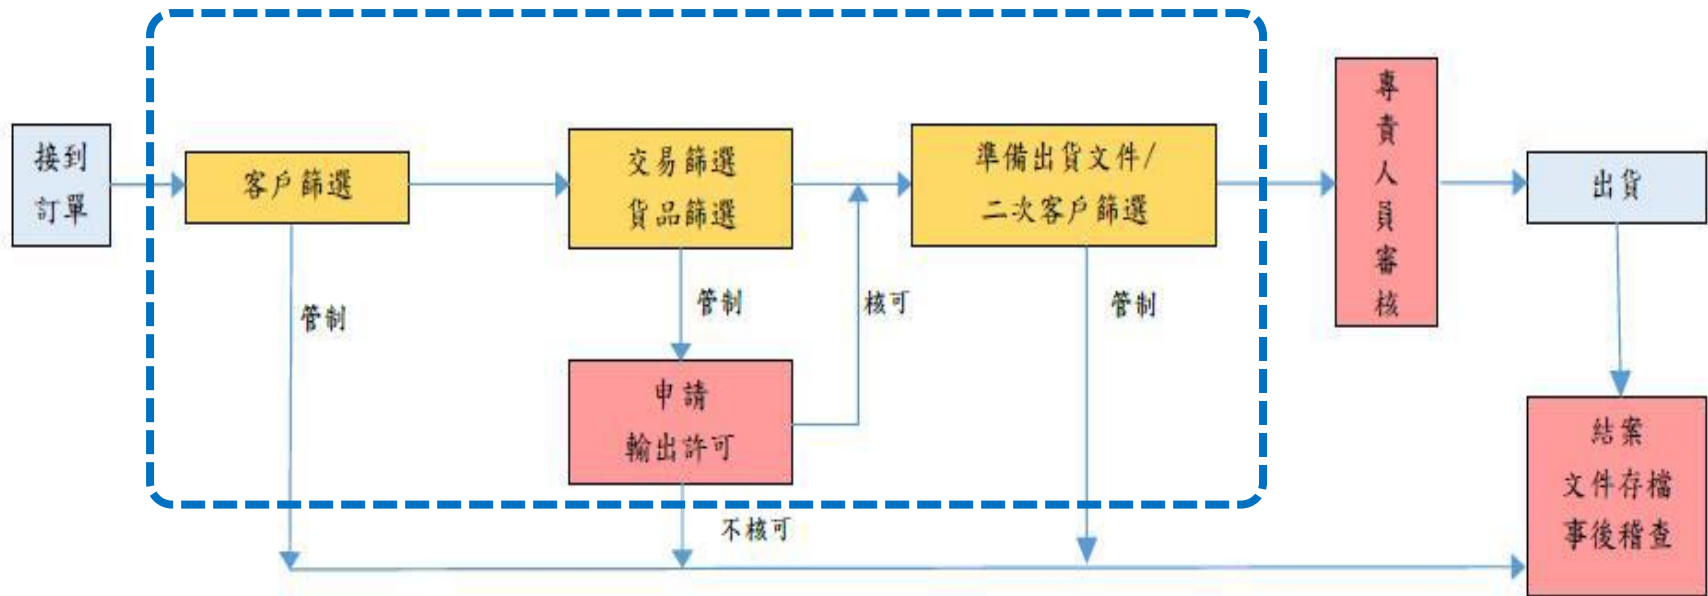 接到
訂單
客戶篩選
交易篩選
貨品篩選
準備出貨文件/
二次客戶篩選
專
責
人
員
審
核
出貨
管制
管制
核可
管制
申請
輸出許可
不核可
結案
文件存檔
事後稽查